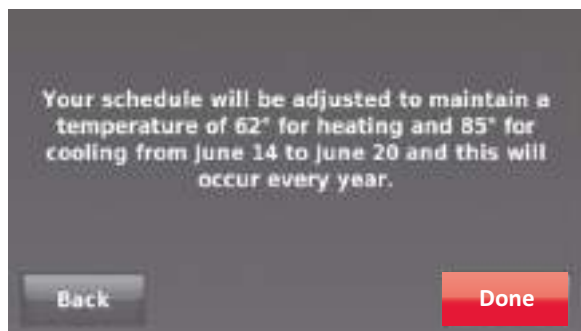 Your schedule will be adjusted to maintain a
temperature of 62° for heating and 85° for
cooling from June 14 to June 20 and this will
occur every year.
Back
Done